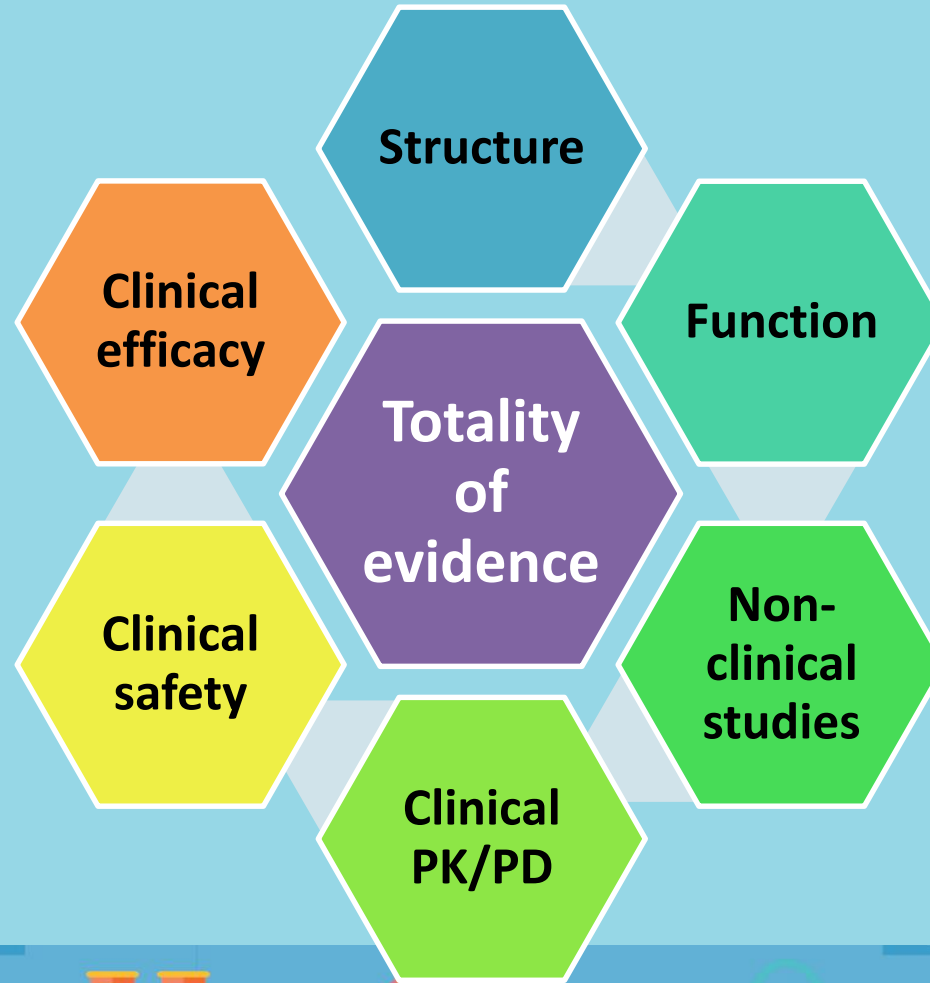 Structure
Function
Non-
clinical
studies
Clinical
PK/PD
Clinical
safety
Clinical
efficacy
Totality
of
evidence